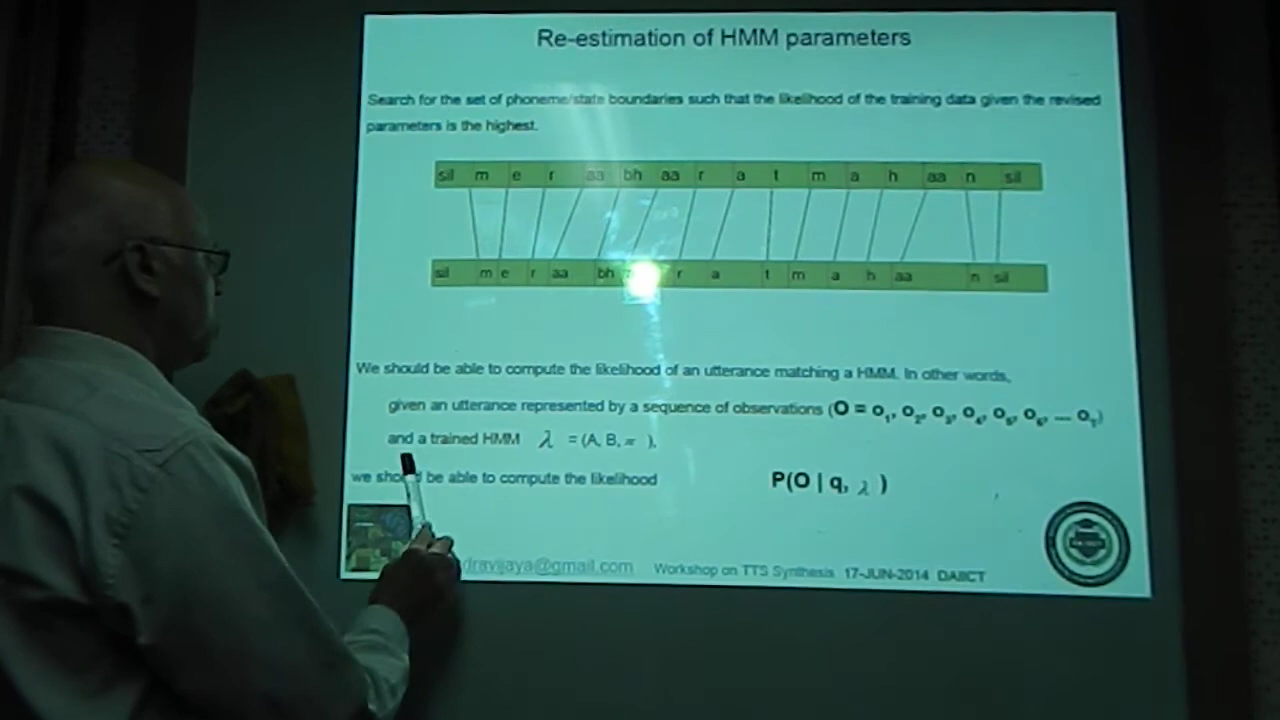 Re-estimation of HMM parameters
Search for the set of phoneme/state boundaries such that the likelihood of the training data given the revised
parameters is the highest.
sil m e r aa bh aa r a t m a h aa n sil
sil m e r aa bh r a t m a h aa n sil
We should be able to compute the likelihood of an utterance matching a HMM. In other words,
given an utterance represented by a sequence of observations (O = o1, o2, o3, o4, o5, o6, ... oT)
and a trained HMM λ = (A, B, π ),
we should be able to compute the likelihood P(O | q, λ )
dravijaya@gmail.com Workshop on TTS Synthesis 17-JUN-2014 DAIICT